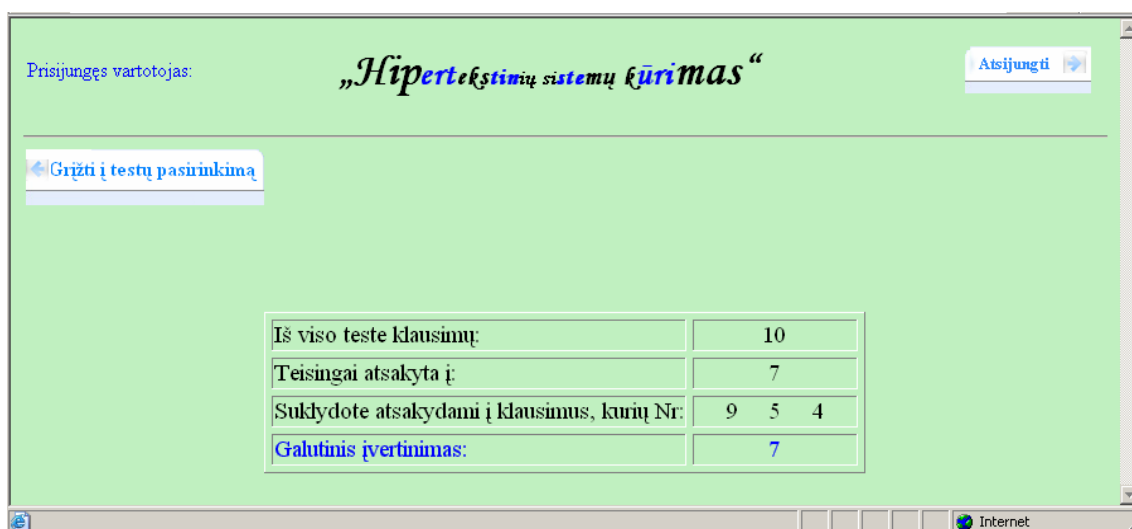 Prisijungęs vartotojas:
„Hipertekstinių sistemų kūrimas“
Atsijungti
Grįžti į testų pasirinkimą
Iš viso teste klausimų: 10
Teisingai atsakyta į: 7
Suklydote atsakydami į klausimus, kurių Nr: 9 5 4
Galutinis įvertinimas: 7
Internet